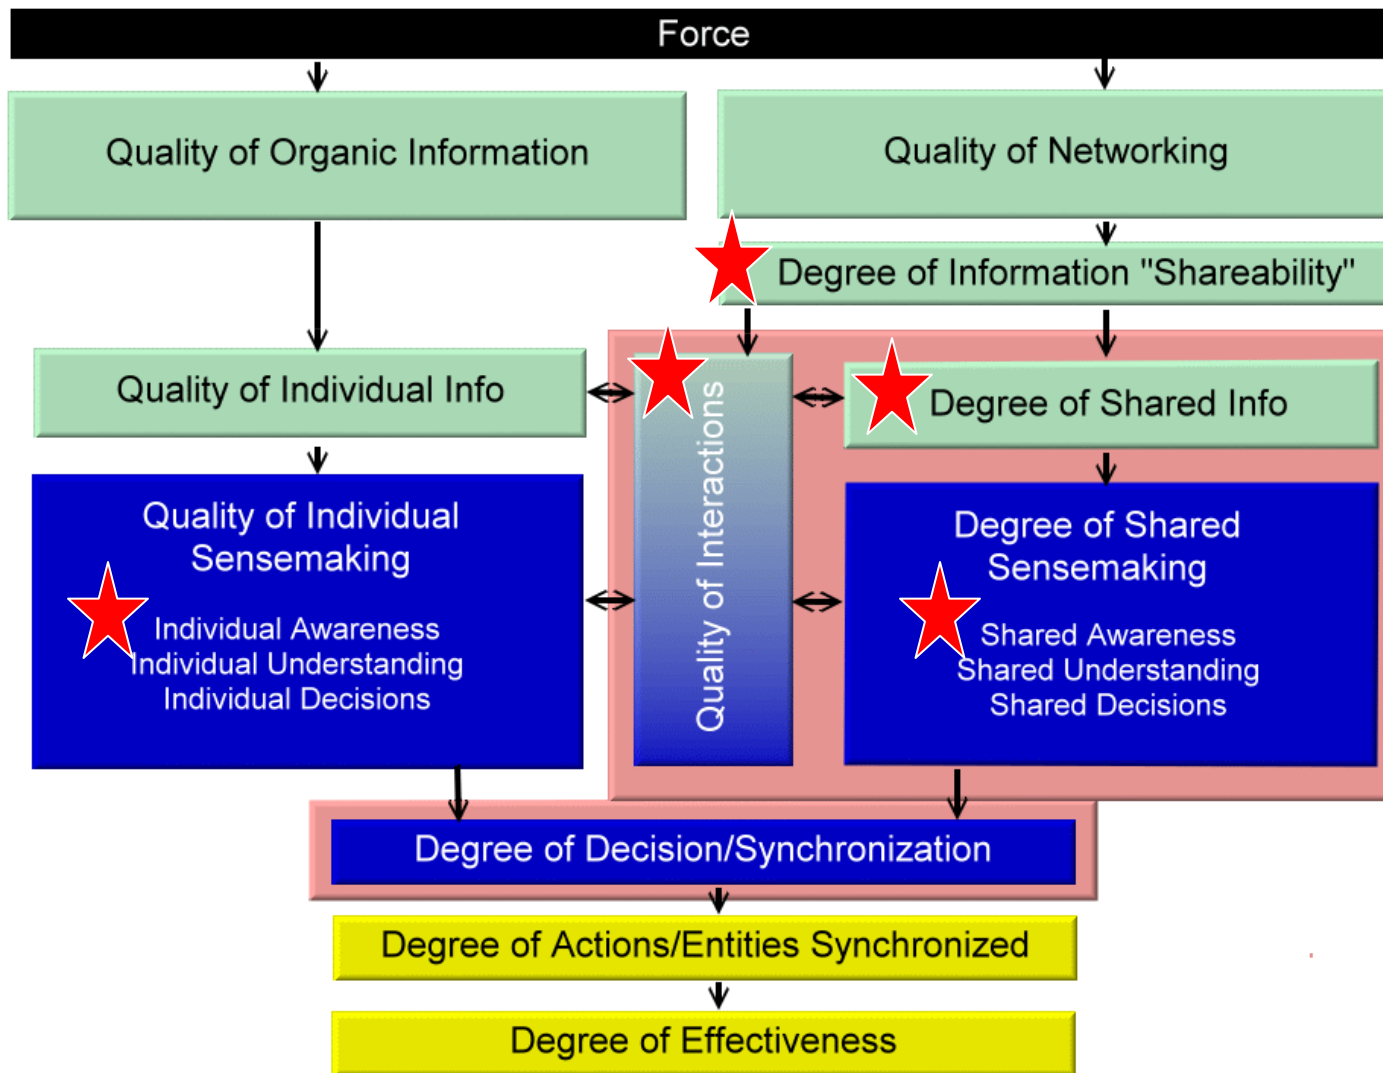 Force
Quality of Organic Information
Quality of Networking
Degree of Information "Shareability"
Quality of Individual Info
Quality of Interactions
Degree of Shared Info
Quality of Individual
Sensemaking
Individual Awareness
Individual Understanding
Individual Decisions
Degree of Shared
Sensemaking
Shared Awareness
Shared Understanding
Shared Decisions
Degree of Decision/Synchronization
Degree of Actions/Entities Synchronized
Degree of Effectiveness